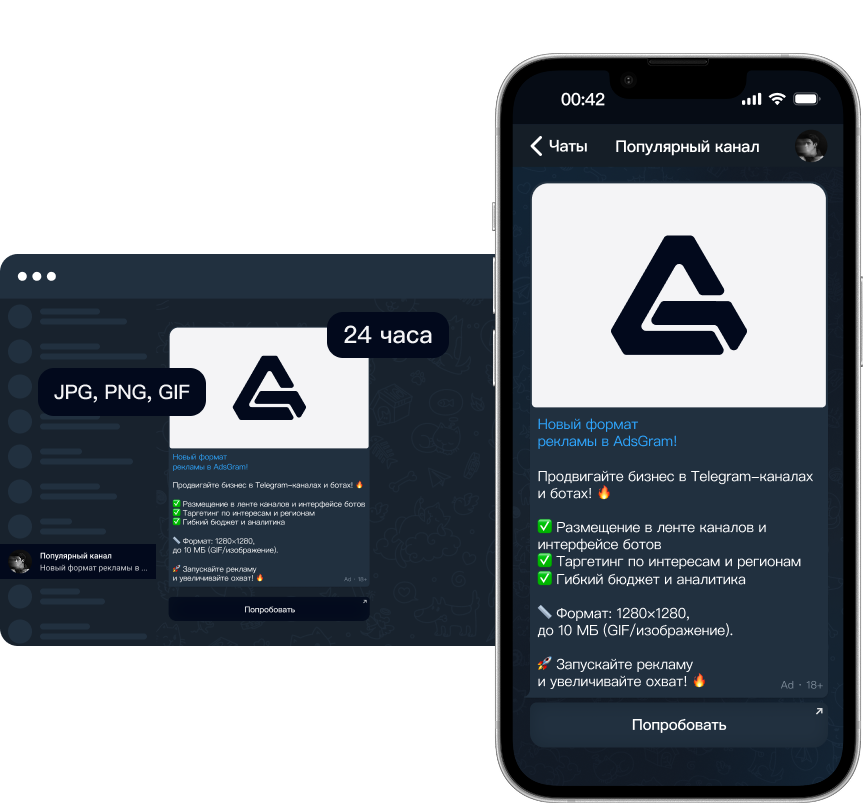 24 часа
JPG, PNG, GIF
Новый формат
рекламы в AdsGram!
Продвигайте бизнес в Telegram-каналах и ботах! 🔥
✅ Размещение в ленте каналов и интерфейсе ботов
✅ Таргетинг по интересам и регионам
✅ Гибкий бюджет и аналитика
📏 Формат: 1280×1280,
до 10 МБ (GF/изображение).
🚀 Запускайте рекламу
и увеличивайте охват! 🔥
Ad · 18+
Попробовать
Популярный канал
Новый формат рекламы в ...
00:42
Чаты
Популярный канал
Новый формат
рекламы в AdsGram!
Продвигайте бизнес в Telegram-каналах
и ботах! 🔥
✅ Размещение в ленте каналов и
интерфейсе ботов
✅ Таргетинг по интересам и регионам
✅ Гибкий бюджет и аналитика
📏 Формат: 1280×1280,
до 10 МБ (GIF/изображение).
🚀 Запускайте рекламу
и увеличивайте охват! 🔥
Ad · 18+
Попробовать